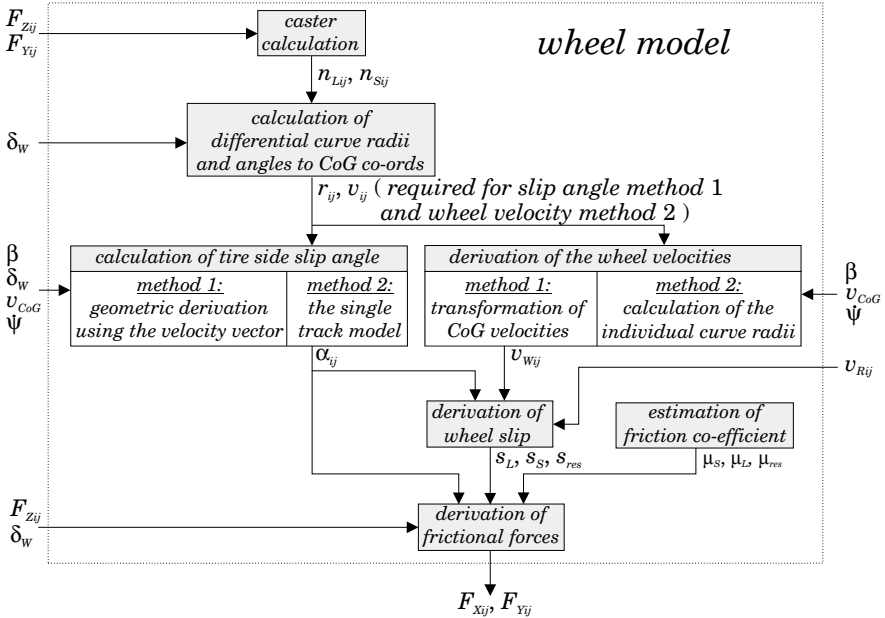 wheel model
F_Zij
F_Yij
caster
calculation
n_Lij, n_Sij
δ_W
calculation of
differential curve radii
and angles to CoG co-ords
r_ij, v_ij ( required for slip angle method 1
and wheel velocity method 2 )
β
δ_W
v_CoG
ψ̇
calculation of tire side slip angle
method 1:
geometric derivation
using the velocity vector
method 2:
the single
track model
derivation of the wheel velocities
method 1:
transformation of
CoG velocities
method 2:
calculation of the
individual curve radii
β
v_CoG
ψ̇
α_ij
v_Wij
v_Rij
derivation of
wheel slip
estimation of
friction co-efficient
s_L, s_S, s_res
μ_S, μ_L, μ_res
F_Zij
δ_W
derivation of
frictional forces
F_Xij, F_Yij